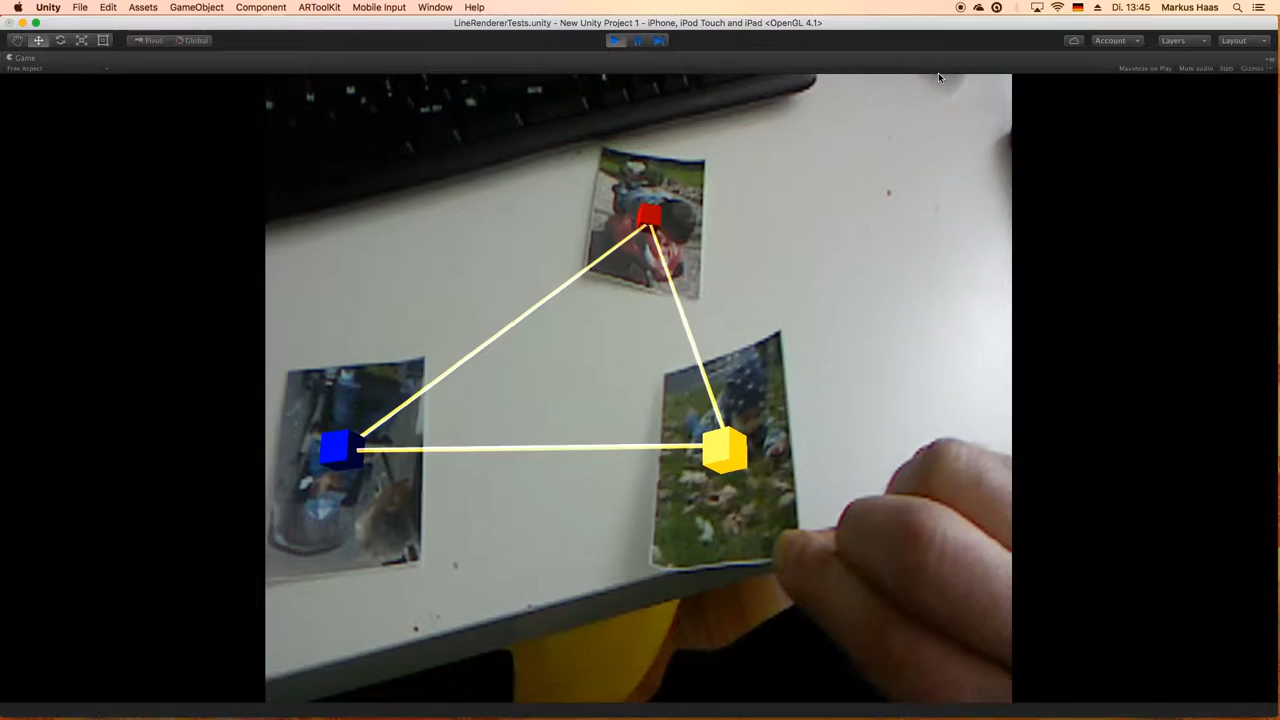 Unity File Edit Assets GameObject Component ARToolKit Mobile Input Window Help Di. 13:45 Markus Haas
LineRendererTests.unity - New Unity Project 1 - iPhone, iPod Touch and iPad <OpenGL 4.1>
Pivot Global Account Layers Layout
Game
Free Aspect Maximize on Play Mute audio Stats Gizmos